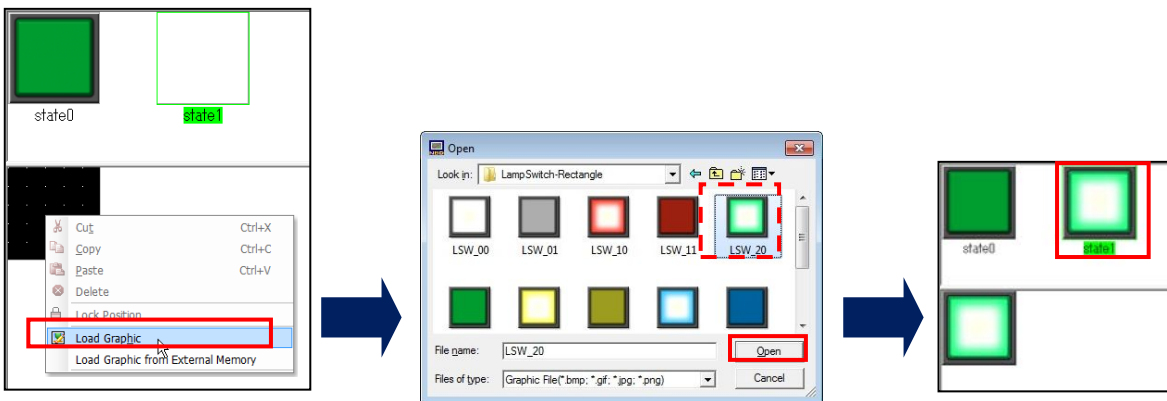 state0 state1
Cut Ctrl+X
Copy Ctrl+C
Paste Ctrl+V
Delete
Lock Position
Load Graphic
Load Graphic from External Memory
Open
Look in: LampSwitch-Rectangle
LSW_00 LSW_01 LSW_10 LSW_11 LSW_20
File name: LSW_20 Open
Files of type: Graphic File(*.bmp; *.gif; *.jpg; *.png) Cancel
state0 state1